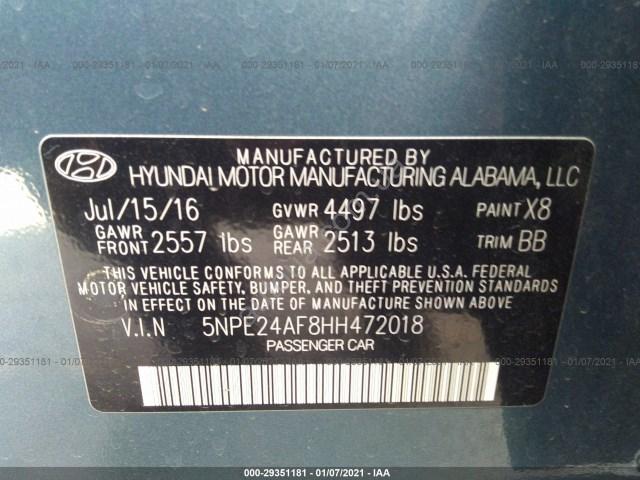 000-29351181 - 01/07/2021 - IAA
MANUFACTURED BY
HYUNDAI MOTOR MANUFACTURING ALABAMA, LLC
Jul/15/16 GVWR 4497 lbs PAINT X8
GAWR FRONT 2557 lbs GAWR REAR 2513 lbs TRIM BB
THIS VEHICLE CONFORMS TO ALL APPLICABLE U.S.A. FEDERAL
MOTOR VEHICLE SAFETY, BUMPER, AND THEFT PREVENTION
STANDARDS IN EFFECT ON THE DATE OF MANUFACTURE SHOWN ABOVE
V.I.N 5NPE24AF8HH472018
PASSENGER CAR
000-29351181 - 01/07/2021 - IAA